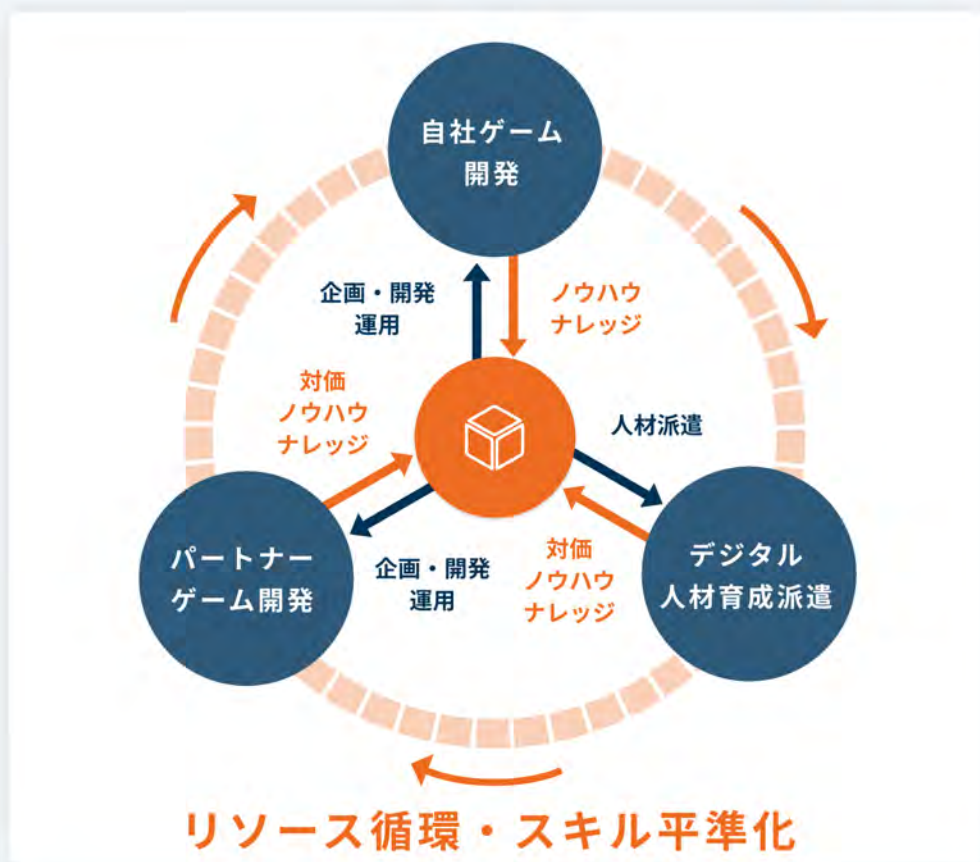 自社ゲーム
開発
企画・開発
運用
ノウハウ
ナレッジ
対価
ノウハウ
ナレッジ
人材派遣
パートナー
ゲーム開発
企画・開発
運用
対価
ノウハウ
ナレッジ
デジタル
人材育成派遣
リソース循環・スキル平準化